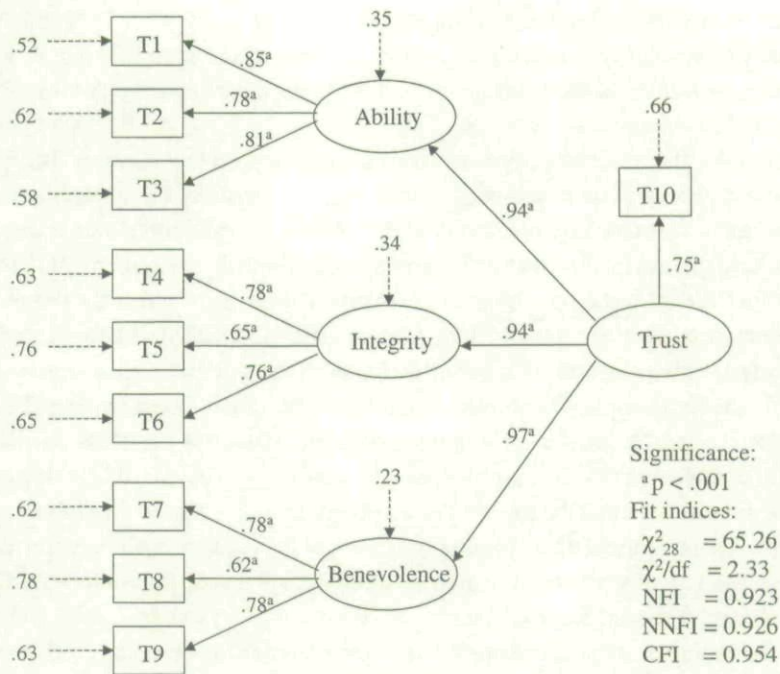 .35
.52 T1 .85ª
.66
.62 T2 .78ª Ability
.81ª
.58 T3 T10
.94ª
.34
.63 T4 .78ª .75ª
.76 T5 .65ª Integrity .94ª Trust
.76ª
.65 T6
.97ª
.23
Significance:
ª p < .001
.62 T7 .78ª
Fit indices:
χ²₂₈ = 65.26
.78 T8 .62ª Benevolence
χ²/df = 2.33
.78ª
NFI = 0.923
NNFI = 0.926
.63 T9
CFI = 0.954